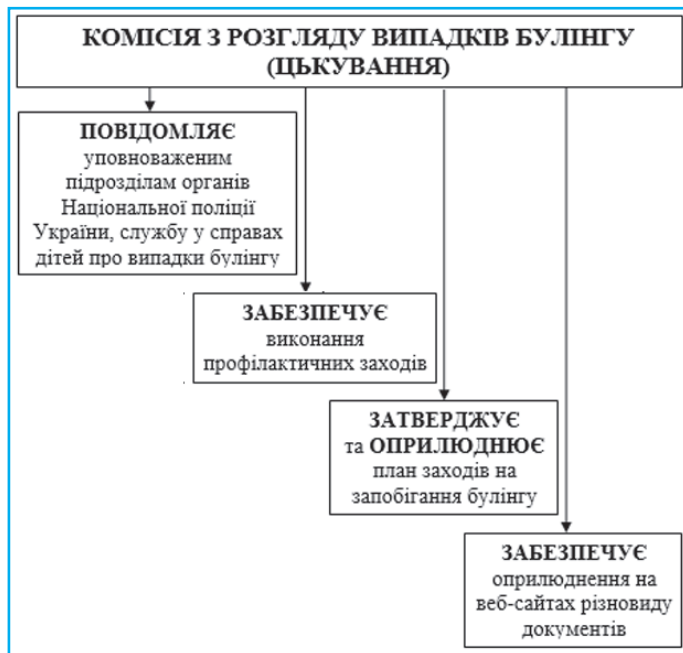 КОМІСІЯ З РОЗГЛЯДУ ВИПАДКІВ БУЛІНГУ
(ЦЬКУВАННЯ)
ПОВІДОМЛЯЄ
уповноваженим
підрозділам органів
Національної поліції
України, службу у справах
дітей про випадки булінгу
ЗАБЕЗПЕЧУЄ
виконання
профілактичних заходів
ЗАТВЕРДЖУЄ
та ОПРИЛЮДНЮЄ
план заходів на
запобігання булінгу
ЗАБЕЗПЕЧУЄ
оприлюднення на
веб-сайтах різновиду
документів